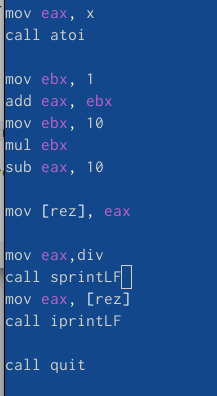 mov eax, x
call atoi
mov ebx, 1
add eax, ebx
mov ebx, 10
mul ebx
sub eax, 10
mov [rez], eax
mov eax,div
call sprintLF
mov eax, [rez]
call iprintLF
call quit